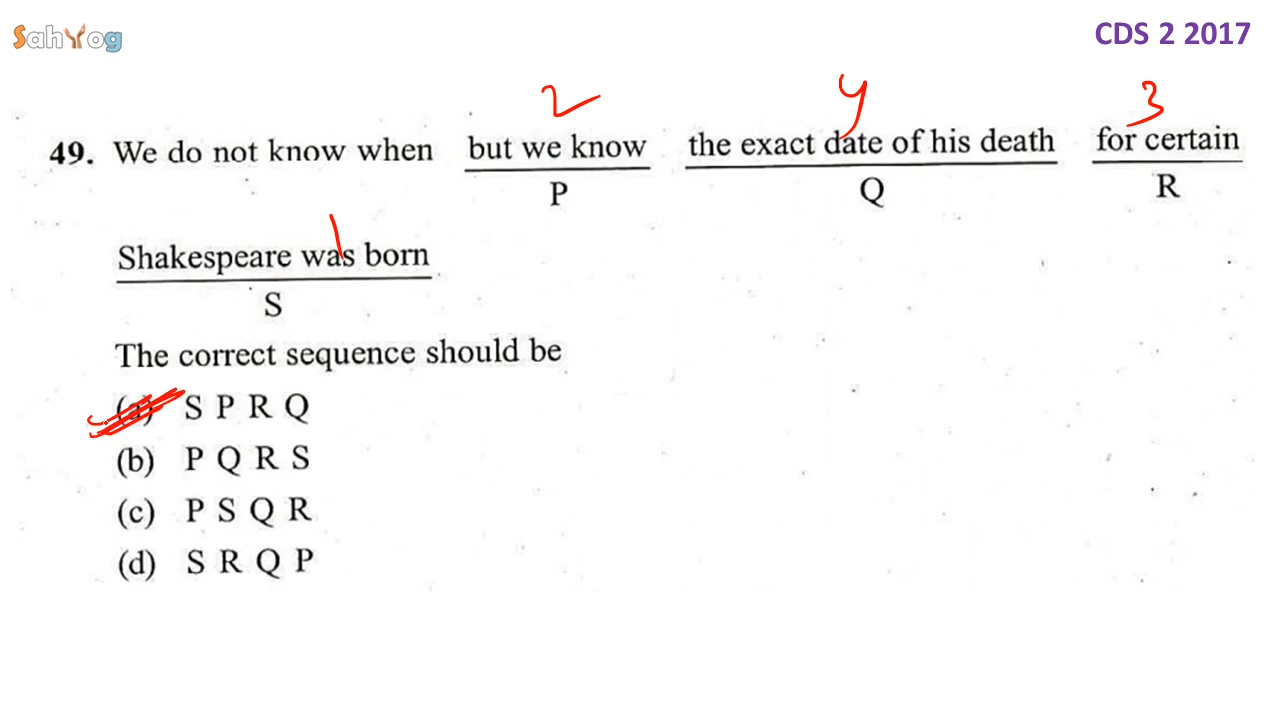 SahYog
CDS 2 2017
2 4 3
49. We do not know when but we know the exact date of his death for certain
P Q R
1
Shakespeare was born
S
The correct sequence should be
(a) S P R Q
(b) P Q R S
(c) P S Q R
(d) S R Q P